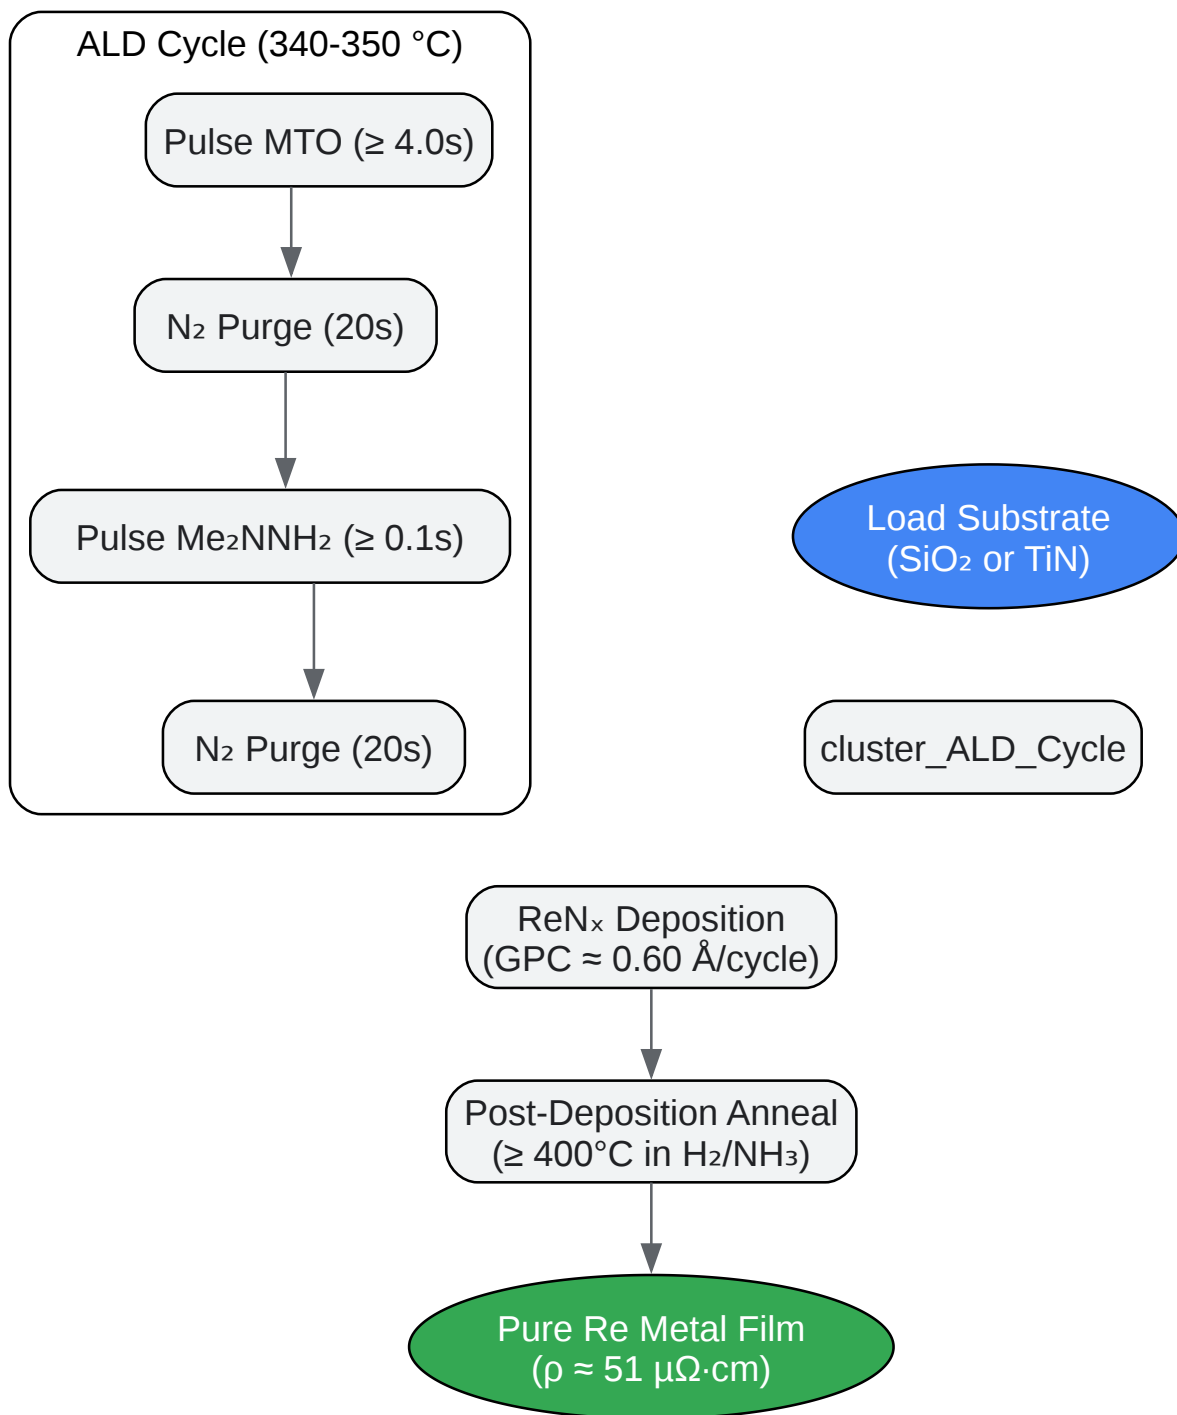 ALD Cycle (340-350 °C)
Pulse MTO (≥ 4.0s)
N₂ Purge (20s)
Pulse Me₂NNH₂ (≥ 0.1s)
N₂ Purge (20s)
Load Substrate
(SiO₂ or TiN)
cluster_ALD_Cycle
ReNₓ Deposition
(GPC ≈ 0.60 Å/cycle)
Post-Deposition Anneal
(≥ 400°C in H₂/NH₃)
Pure Re Metal Film
(ρ ≈ 51 µΩ·cm)